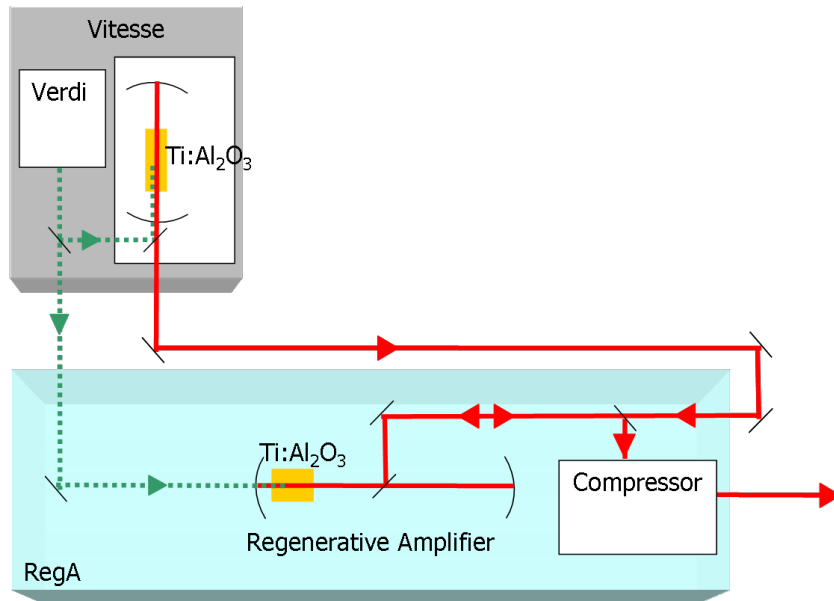 Vitesse
Verdi
Ti:Al₂O₃
Ti:Al₂O₃
Compressor
Regenerative Amplifier
RegA